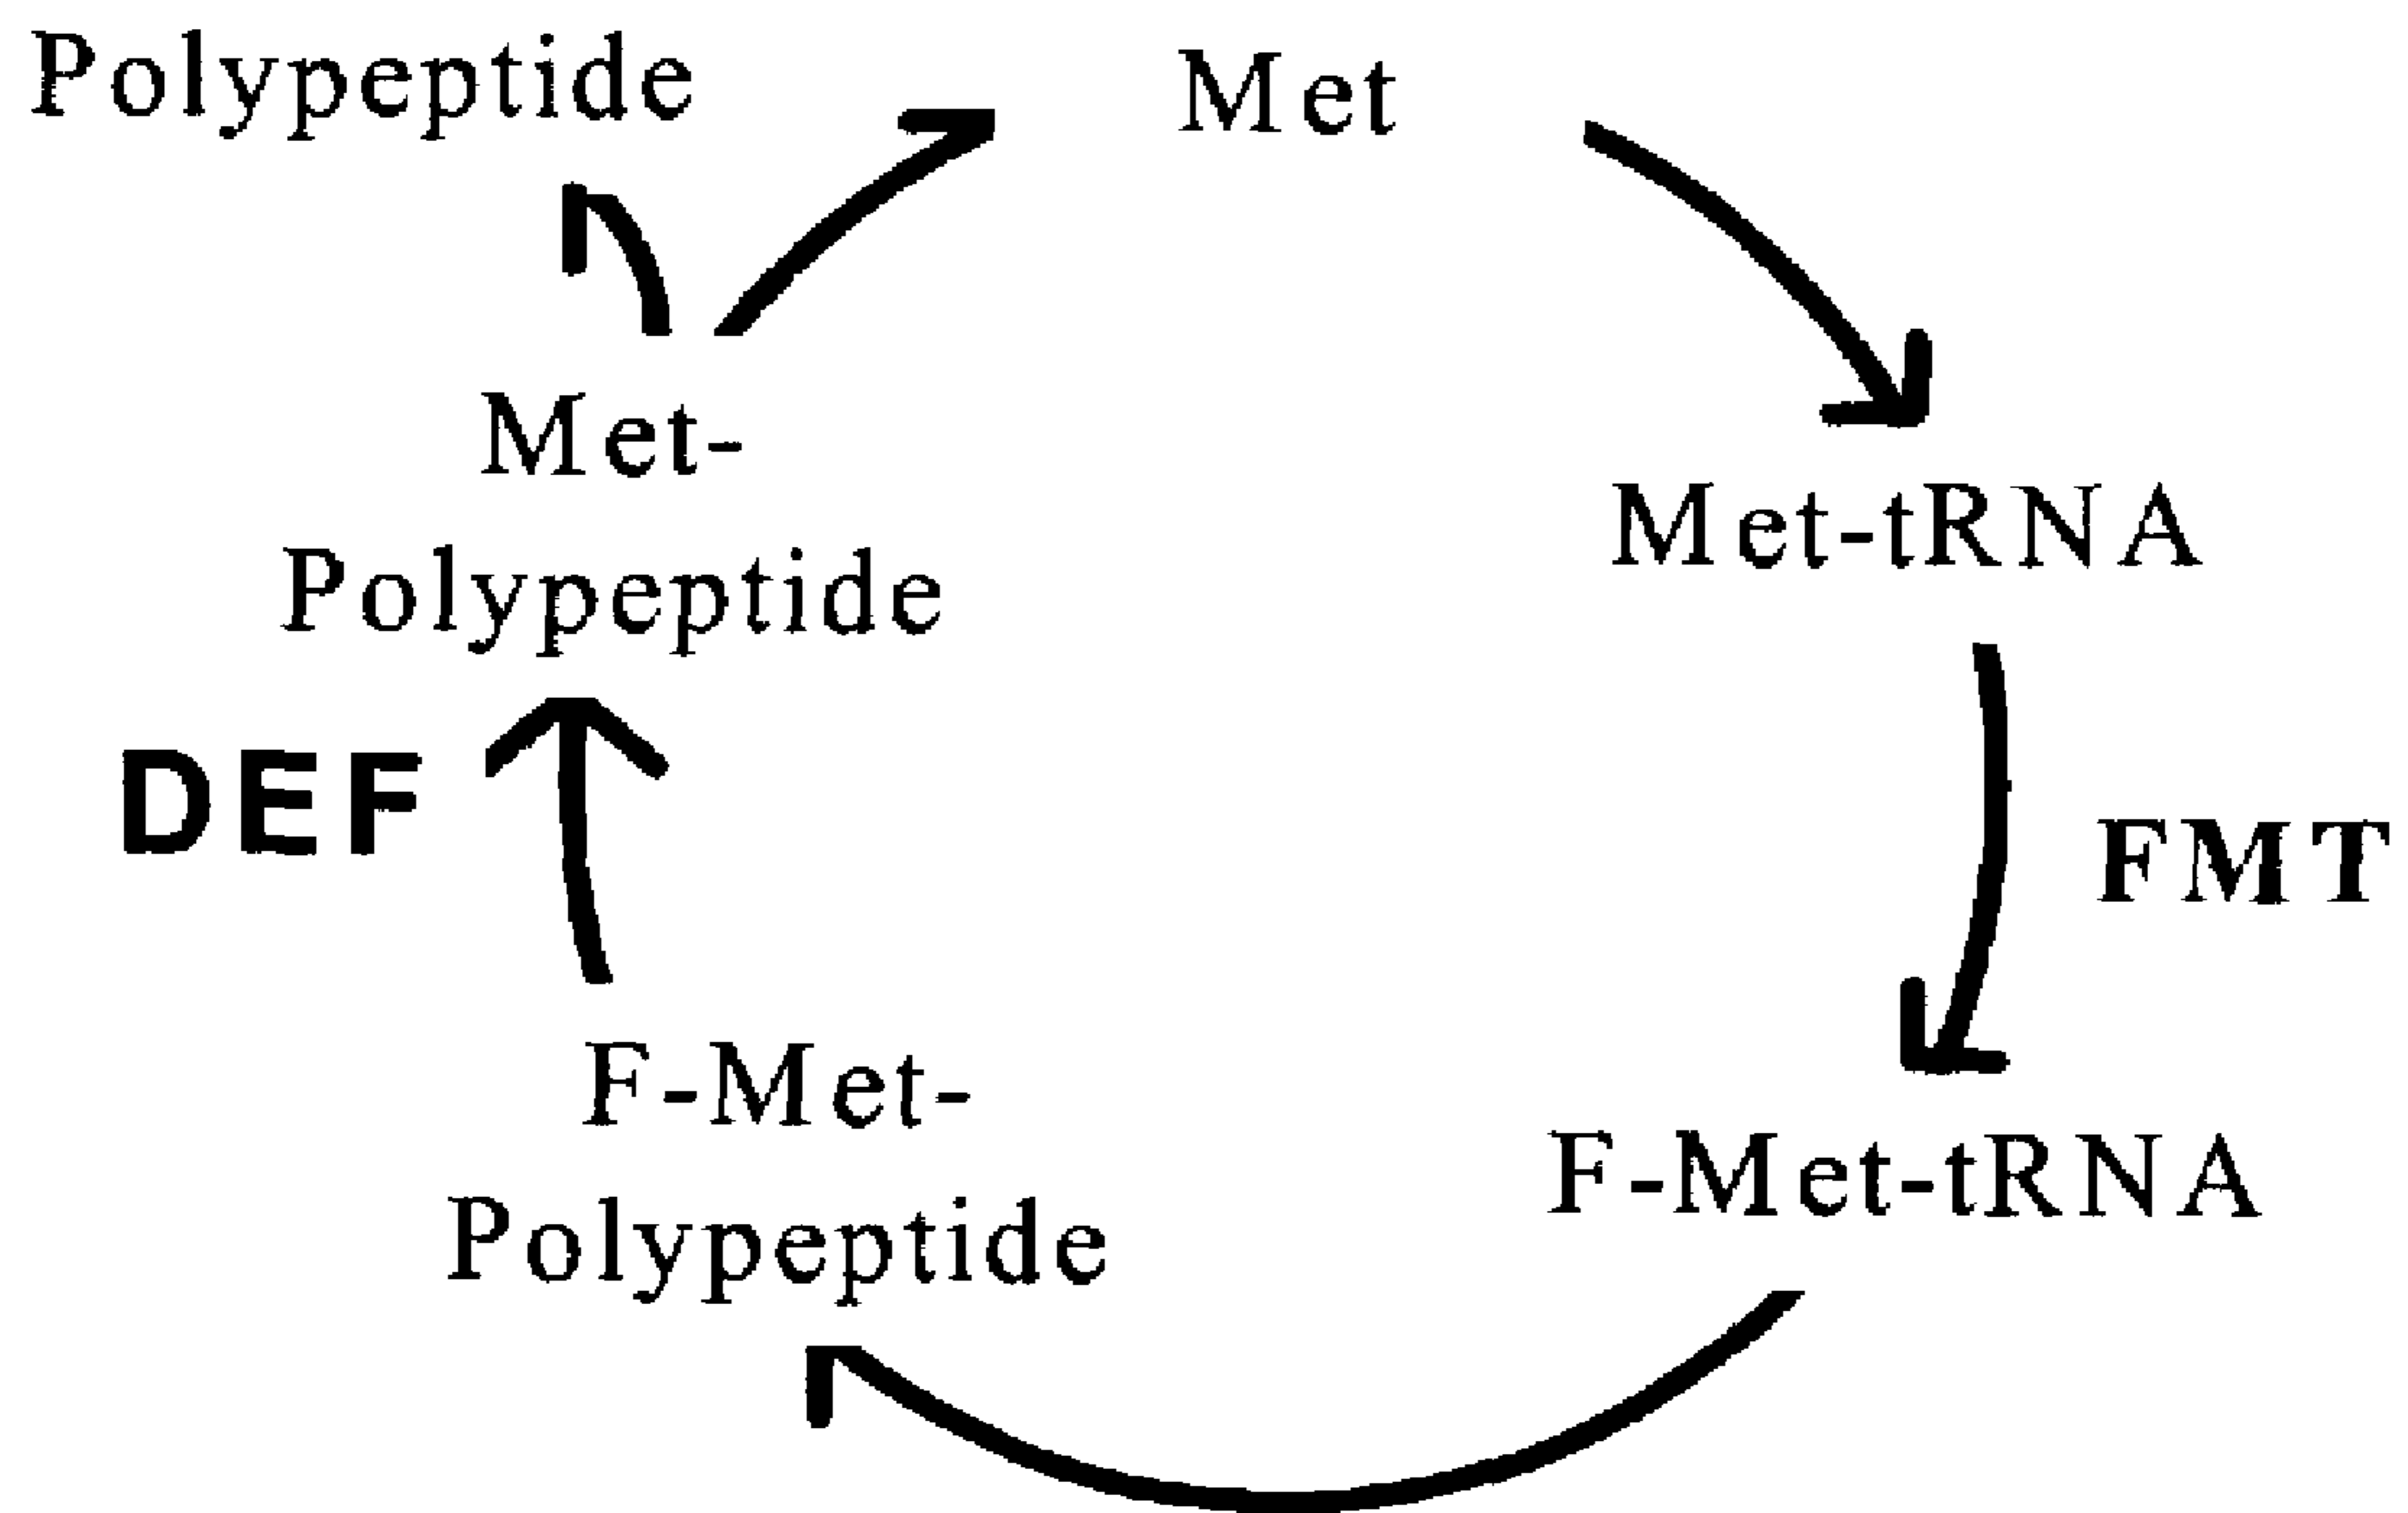 Polypeptide
Met
Met-
Polypeptide
Met-tRNA
DEF
FMT
F-Met-
Polypeptide
F-Met-tRNA